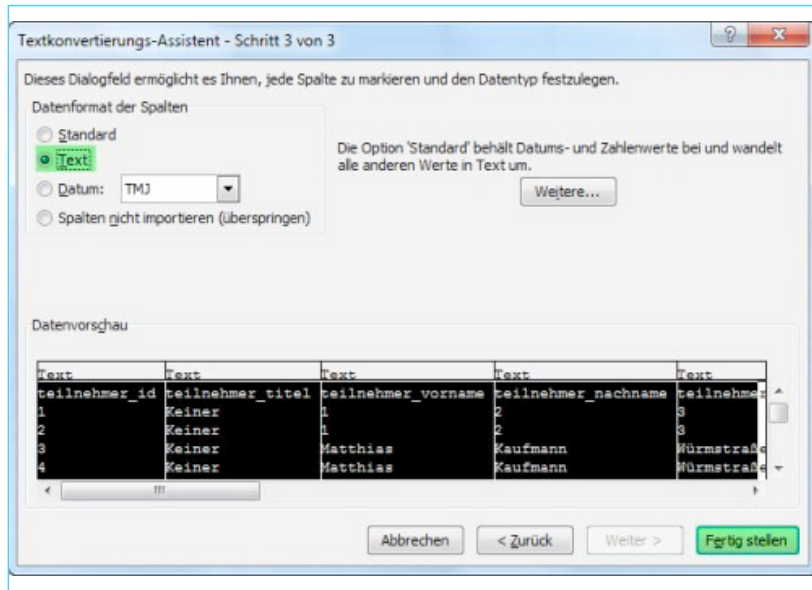 Textkonvertierungs-Assistent - Schritt 3 von 3
Dieses Dialogfeld ermöglicht es Ihnen, jede Spalte zu markieren und den Datentyp festzulegen.
Datenformat der Spalten
Standard
Text
Datum: TMJ
Spalten nicht importieren (überspringen)
Die Option 'Standard' behält Datums- und Zahlenwerte bei und wandelt
alle anderen Werte in Text um.
Weitere...
Datenvorschau
Text Text Text Text Text
teilnehmer_id teilnehmer_titel teilnehmer_vorname teilnehmer_nachname teilnehmer
1 Keiner 1 2 3
2 Keiner 1 2 3
3 Keiner Matthias Kaufmann Würmstraße
4 Keiner Matthias Kaufmann Würmstraße
Abbrechen < Zurück Weiter > Fertig stellen